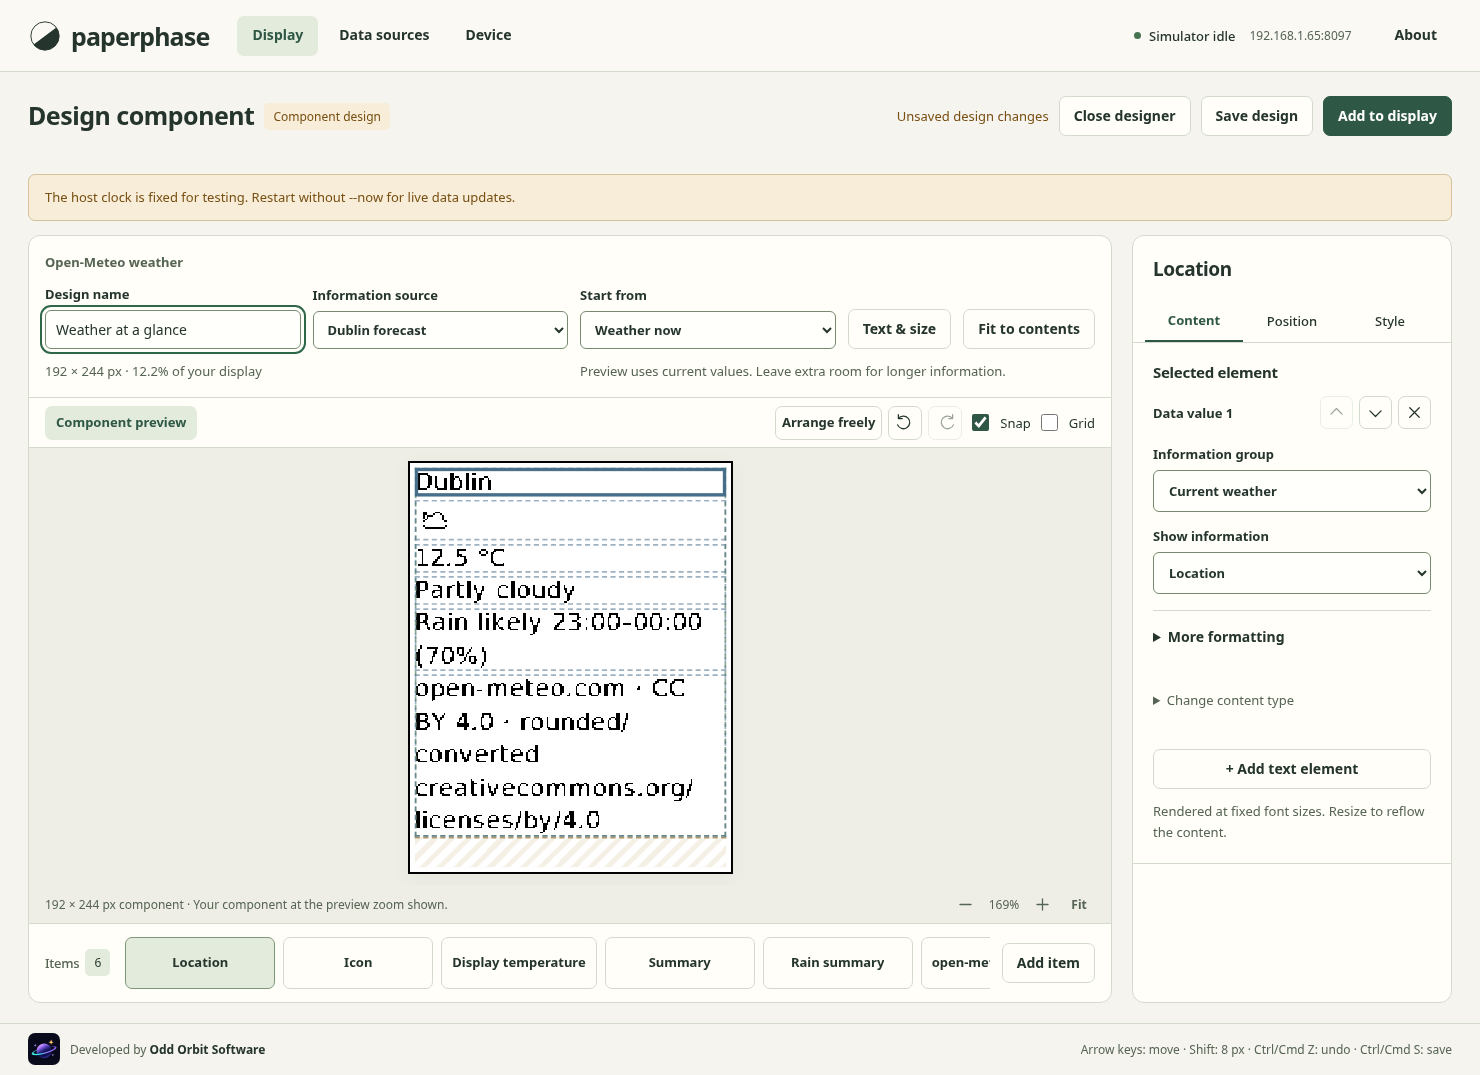 paperphase
Display
Data sources
Device
Simulator idle
192.168.1.65:8097
About
Design component
Component design
Unsaved design changes
Close designer
Save design
Add to display
The host clock is fixed for testing. Restart without --now for live data updates.
Open-Meteo weather
Design name
Information source
Start from
Weather at a glance
Dublin forecast
Weather now
Text & size
Fit to contents
192 × 244 px · 12.2% of your display
Preview uses current values. Leave extra room for longer information.
Component preview
Arrange freely
Snap
Grid
Dublin
12.5 °C
Partly cloudy
Rain likely 23:00–00:00
(70%)
open-meteo.com · CC
BY 4.0 · rounded/
converted
creativecommons.org/
licenses/by/4.0
192 × 244 px component · Your component at the preview zoom shown.
169%
Fit
Items 6
Location
Icon
Display temperature
Summary
Rain summary
open-me
Add item
Location
Content
Position
Style
Selected element
Data value 1
Information group
Current weather
Show information
Location
More formatting
Change content type
+ Add text element
Rendered at fixed font sizes. Resize to reflow
the content.
Developed by Odd Orbit Software
Arrow keys: move · Shift: 8 px · Ctrl/Cmd Z: undo · Ctrl/Cmd S: save